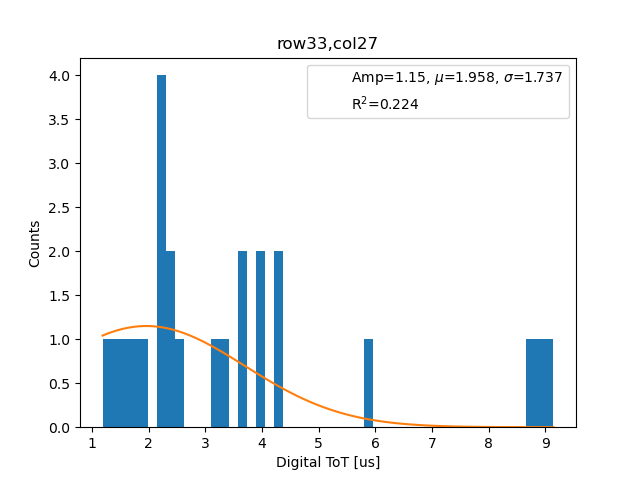 row33,col27
Amp=1.15, μ=1.958, σ=1.737
R²=0.224
Counts
4.0
3.5
3.0
2.5
2.0
1.5
1.0
0.5
0.0
1 2 3 4 5 6 7 8 9
Digital ToT [us]